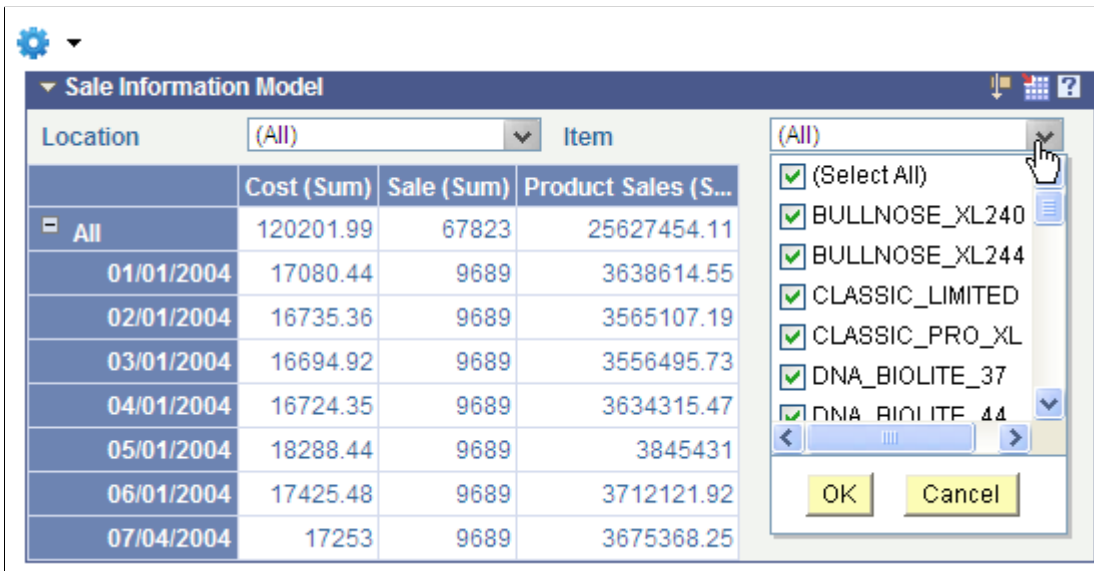 Sale Information Model
Location (All) Item (All)
Cost (Sum) Sale (Sum) Product Sales (S...
All 120201.99 67823 25627454.11
01/01/2004 17080.44 9689 3638614.55
02/01/2004 16735.36 9689 3565107.19
03/01/2004 16694.92 9689 3556495.73
04/01/2004 16724.35 9689 3634315.47
05/01/2004 18288.44 9689 3845431
06/01/2004 17425.48 9689 3712121.92
07/04/2004 17253 9689 3675368.25
(Select All)
BULLNOSE_XL240
BULLNOSE_XL244
CLASSIC_LIMITED
CLASSIC_PRO_XL
DNA_BIOLITE_37
DNA_BIOLITE_44
OK Cancel